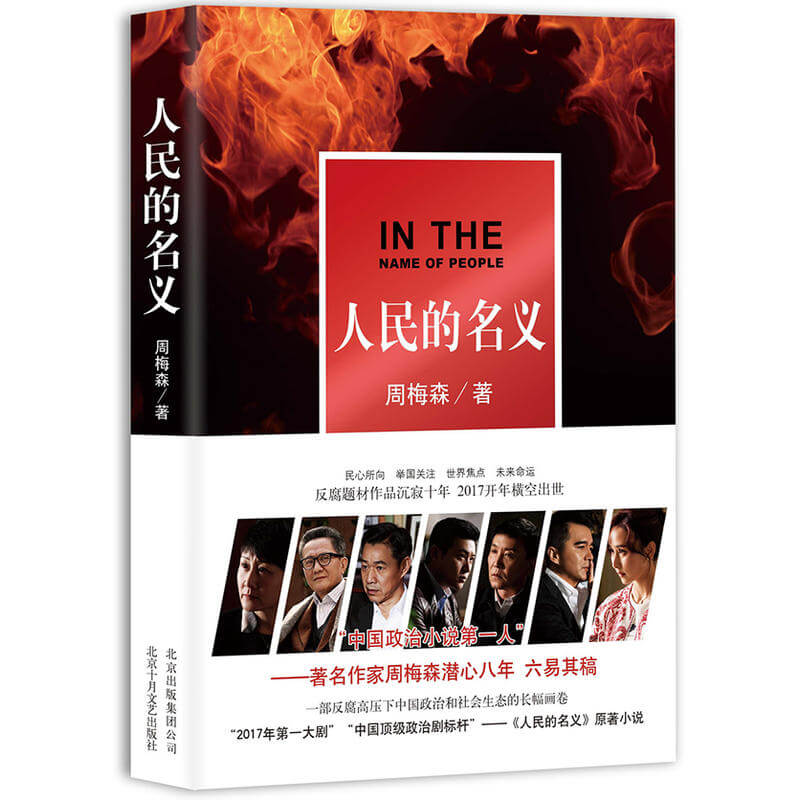 人民的名义
周梅森/著
北京出版集团公司
北京十月文艺出版社
IN THE
NAME OF PEOPLE
人民的名义
周梅森/著
民心所向 举国关注 世界焦点 未来命运
反腐题材作品沉寂十年 2017开年横空出世
“中国政治小说第一人”
——著名作家周梅森潜心八年 六易其稿
一部反腐高压下中国政治和社会生态的长幅画卷
“2017年第一大剧”“中国顶级政治剧标杆”——《人民的名义》原著小说